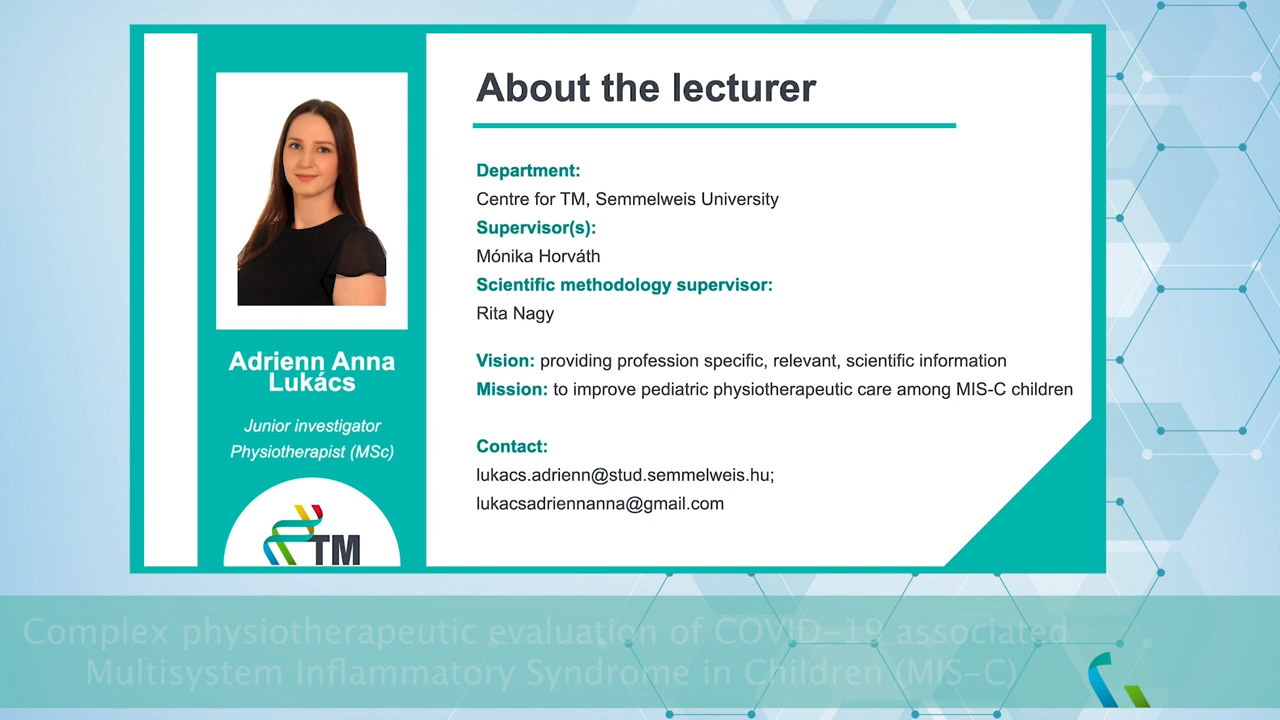 About the lecturer
Department:
Centre for TM, Semmelweis University
Supervisor(s):
Mónika Horváth
Scientific methodology supervisor:
Rita Nagy
Vision: providing profession specific, relevant, scientific information
Mission: to improve pediatric physiotherapeutic care among MIS-C children
Contact:
lukacs.adrienn@stud.semmelweis.hu;
lukacsadriennanna@gmail.com
Adrienn Anna
Lukács
Junior investigator
Physiotherapist (MSc)
TM
Complex physiotherapeutic evaluation of COVID-19 associated
Multisystem Inflammatory Syndrome in Children (MIS-C)